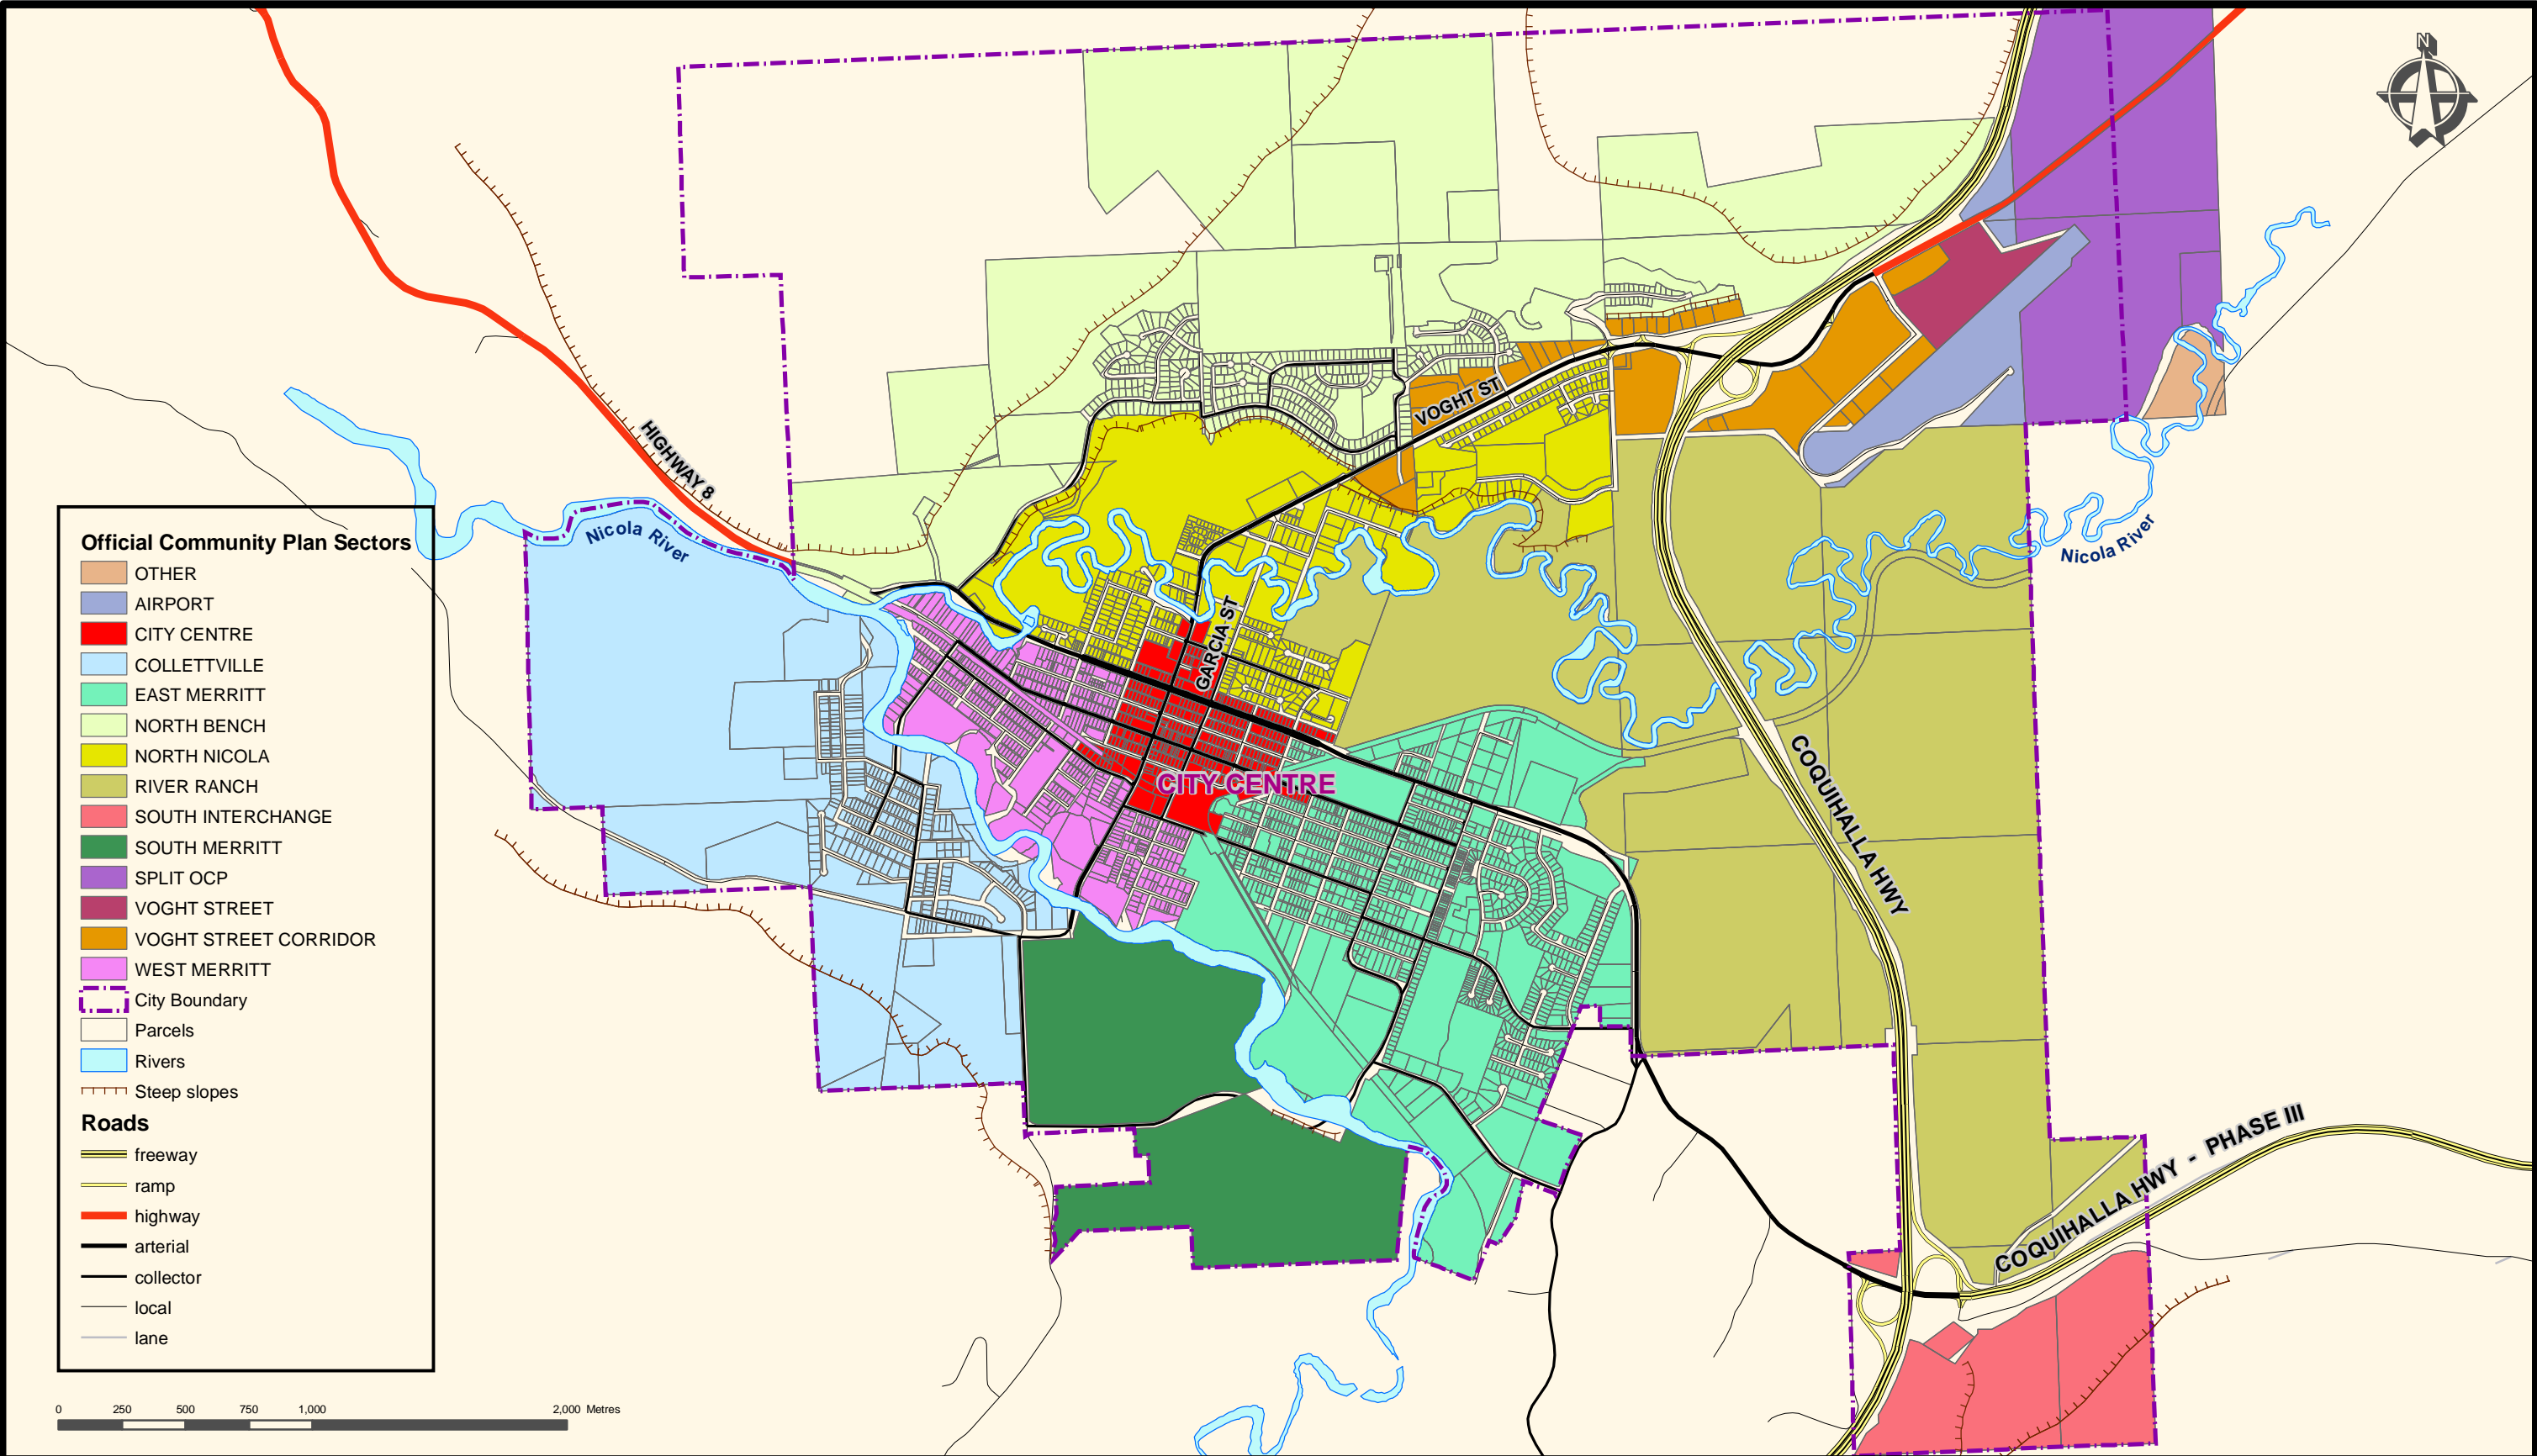 N
VOGHT ST
HIGHWAY 8
Nicola River
Nicola River
GARCIA ST
CITY CENTRE
COQUIHALLA HWY
COQUIHALLA HWY - PHASE III
Official Community Plan Sectors
OTHER
AIRPORT
CITY CENTRE
COLLETTVILLE
EAST MERRITT
NORTH BENCH
NORTH NICOLA
RIVER RANCH
SOUTH INTERCHANGE
SOUTH MERRITT
SPLIT OCP
VOGHT STREET
VOGHT STREET CORRIDOR
WEST MERRITT
City Boundary
Parcels
Rivers
Steep slopes
Roads
freeway
ramp
highway
arterial
collector
local
lane
0 250 500 750 1,000 2,000 Metres